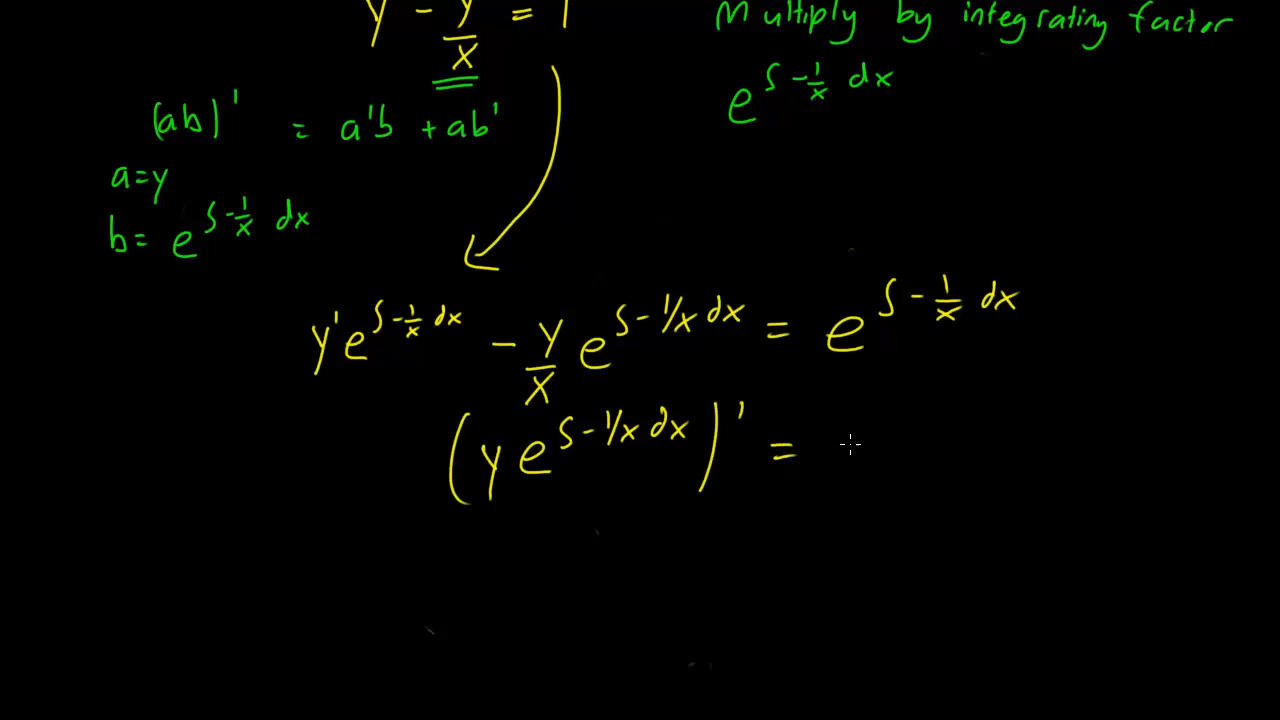 y - y/x = 1
Multiply by integrating factor
e^{∫ -1/x dx}
(ab)' = a'b + ab'
a=y
b= e^{∫ -1/x dx}
y'e^{∫ -1/x dx} - y/x e^{∫ -1/x dx} = e^{∫ -1/x dx}
(y e^{∫ -1/x dx})' =